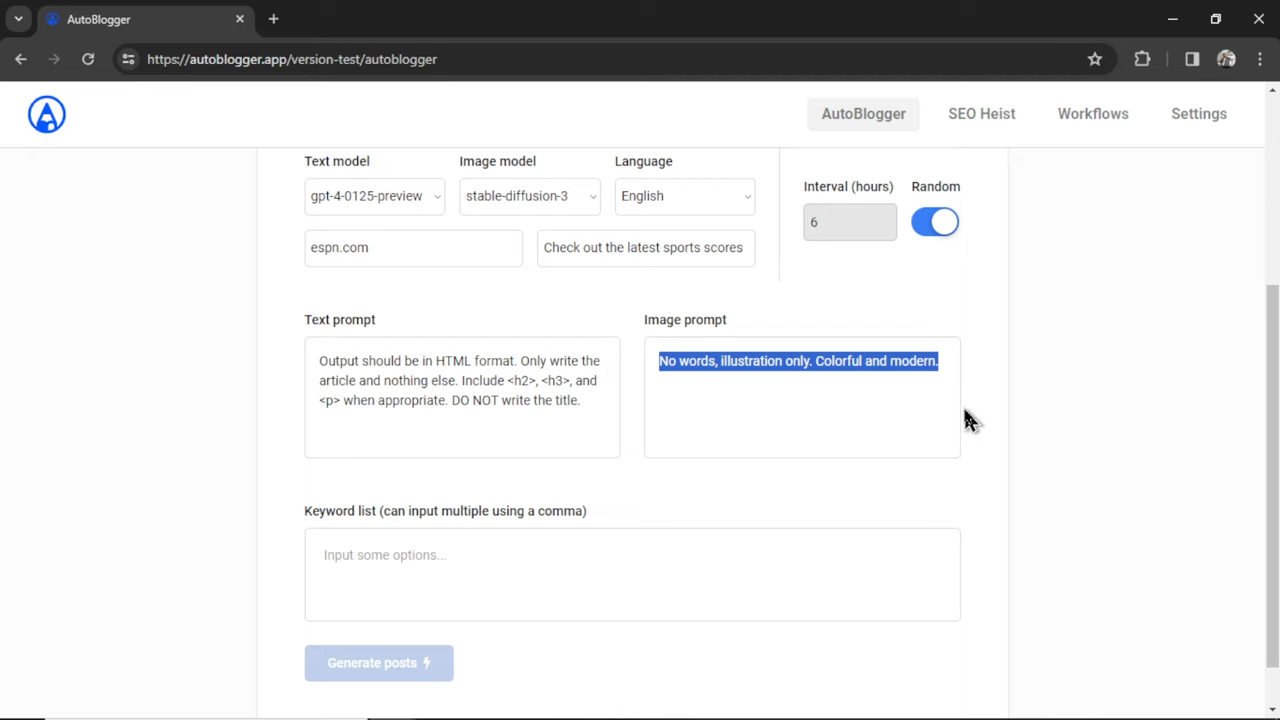 AutoBlogger
https://autoblogger.app/version-test/autoblogger
AutoBlogger SEO Heist Workflows Settings
Text model Image model Language
Interval (hours) Random
gpt-4-0125-preview stable-diffusion-3 English
6
espn.com Check out the latest sports scores
Text prompt Image prompt
Output should be in HTML format. Only write the
article and nothing else. Include <h2>, <h3>, and
<p> when appropriate. DO NOT write the title.
No words, illustration only. Colorful and modern.
Keyword list (can input multiple using a comma)
Input some options...
Generate posts